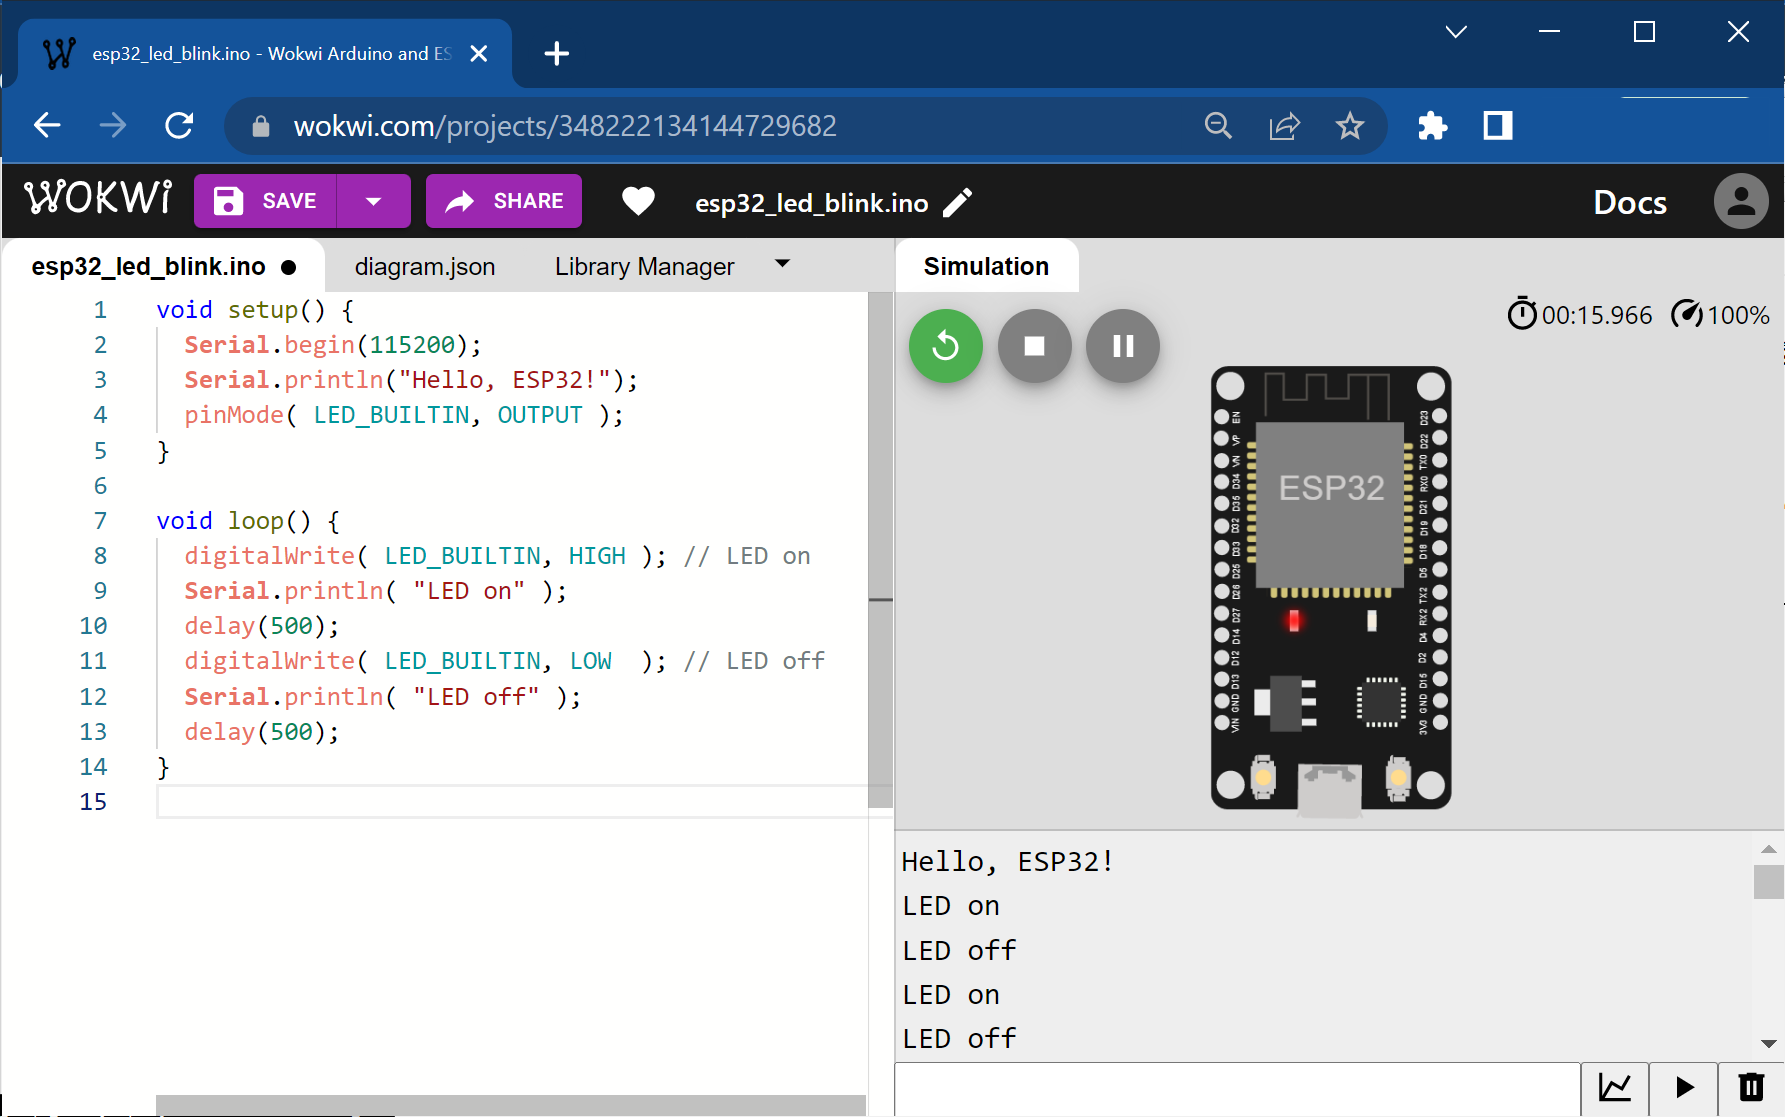 esp32_led_blink.ino - Wokwi Arduino and ES
wokwi.com/projects/348222134144729682
WOKWi
SAVE
SHARE
esp32_led_blink.ino
Docs
esp32_led_blink.ino ●
diagram.json
Library Manager
1 void setup() {
2 Serial.begin(115200);
3 Serial.println("Hello, ESP32!");
4 pinMode( LED_BUILTIN, OUTPUT );
5 }
6
7 void loop() {
8 digitalWrite( LED_BUILTIN, HIGH ); // LED on
9 Serial.println( "LED on" );
10 delay(500);
11 digitalWrite( LED_BUILTIN, LOW  ); // LED off
12 Serial.println( "LED off" );
13 delay(500);
14 }
15
Simulation
00:15.966
100%
EN
VP
VN
D34
D35
D32
D33
D25
D26
D27
D14
D12
D13
GND
VIN
ESP32
D23
D22
TX0
RX0
D21
D19
D18
D5
TX2
RX2
D4
D2
D15
GND
3V3
Hello, ESP32!
LED on
LED off
LED on
LED off